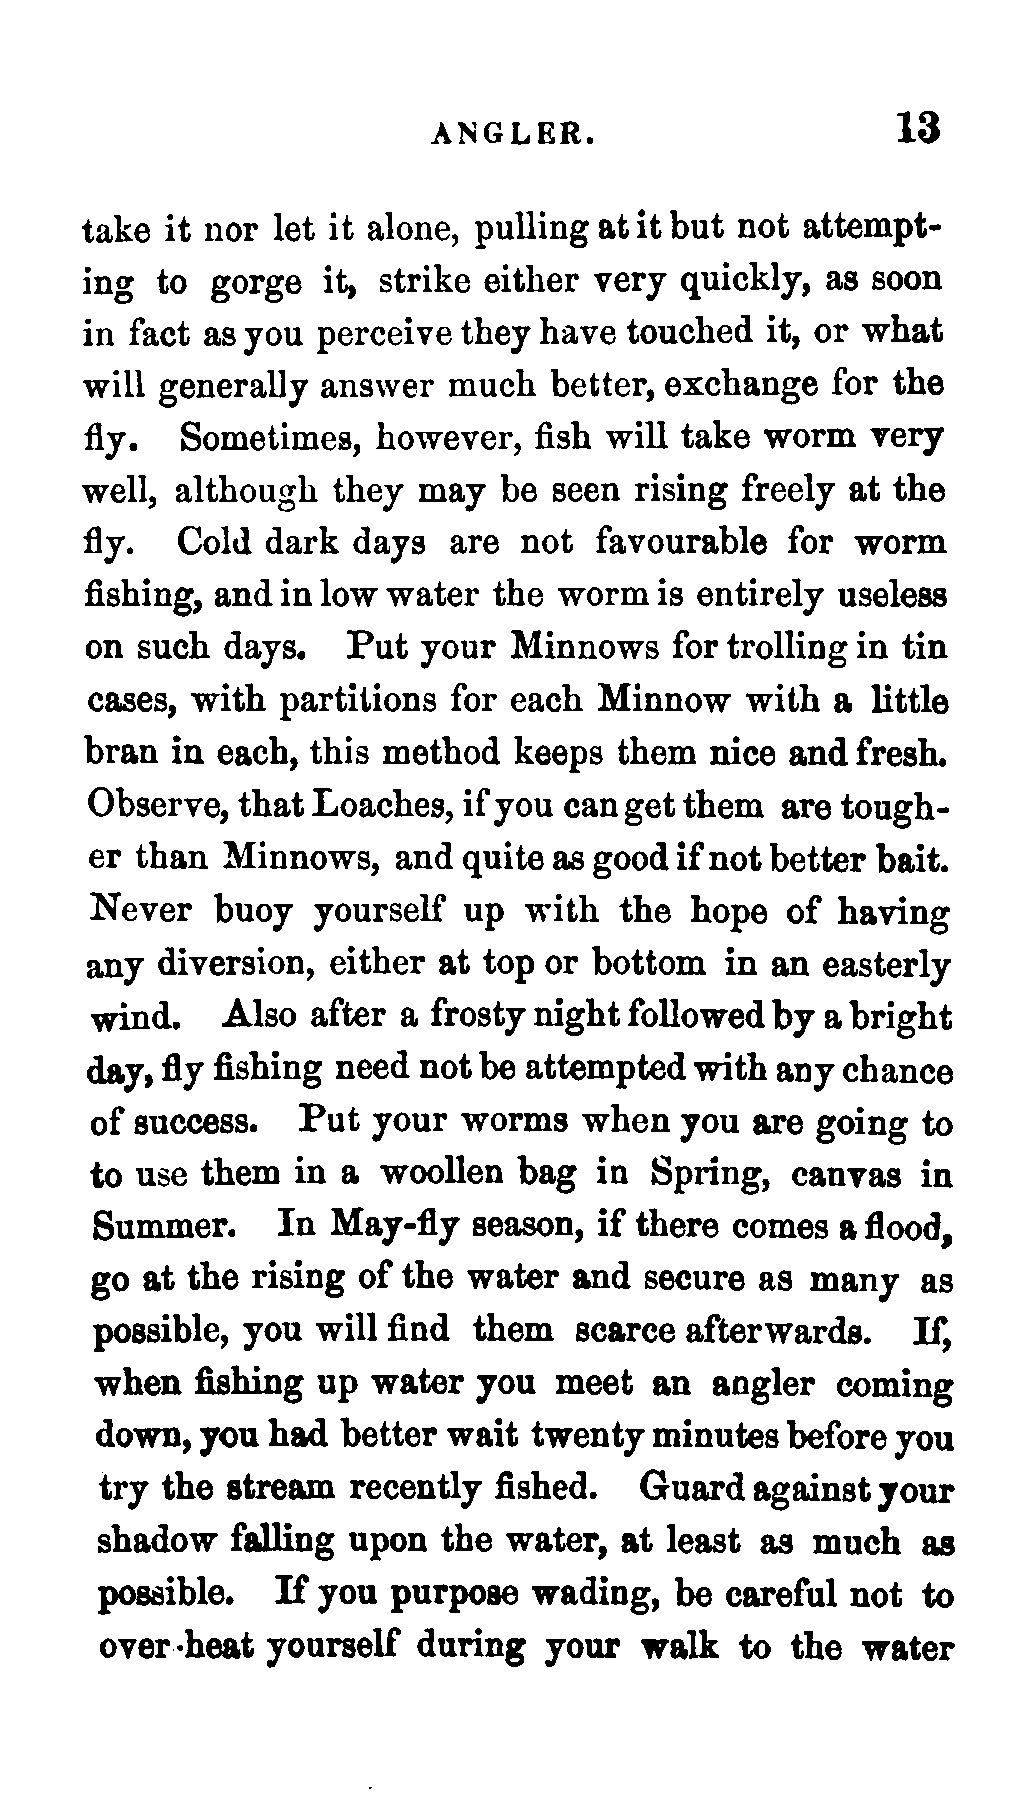 ANGLER. 13
take it nor let it alone, pulling at it but not attempt-
ing to gorge it, strike either very quickly, as soon
in fact as you perceive they have touched it, or what
will generally answer much better, exchange for the
fly. Sometimes, however, fish will take worm very
well, although they may be seen rising freely at the
fly. Cold dark days are not favourable for worm
fishing, and in low water the worm is entirely useless
on such days. Put your Minnows for trolling in tin
cases, with partitions for each Minnow with a little
bran in each, this method keeps them nice and fresh.
Observe, that Loaches, if you can get them are tough-
er than Minnows, and quite as good if not better bait.
Never buoy yourself up with the hope of having
any diversion, either at top or bottom in an easterly
wind. Also after a frosty night followed by a bright
day, fly fishing need not be attempted with any chance
of success. Put your worms when you are going to
to use them in a woollen bag in Spring, canvas in
Summer. In May-fly season, if there comes a flood,
go at the rising of the water and secure as many as
possible, you will find them scarce afterwards. If,
when fishing up water you meet an angler coming
down, you had better wait twenty minutes before you
try the stream recently fished. Guard against your
shadow falling upon the water, at least as much as
possible. If you purpose wading, be careful not to
over-heat yourself during your walk to the water